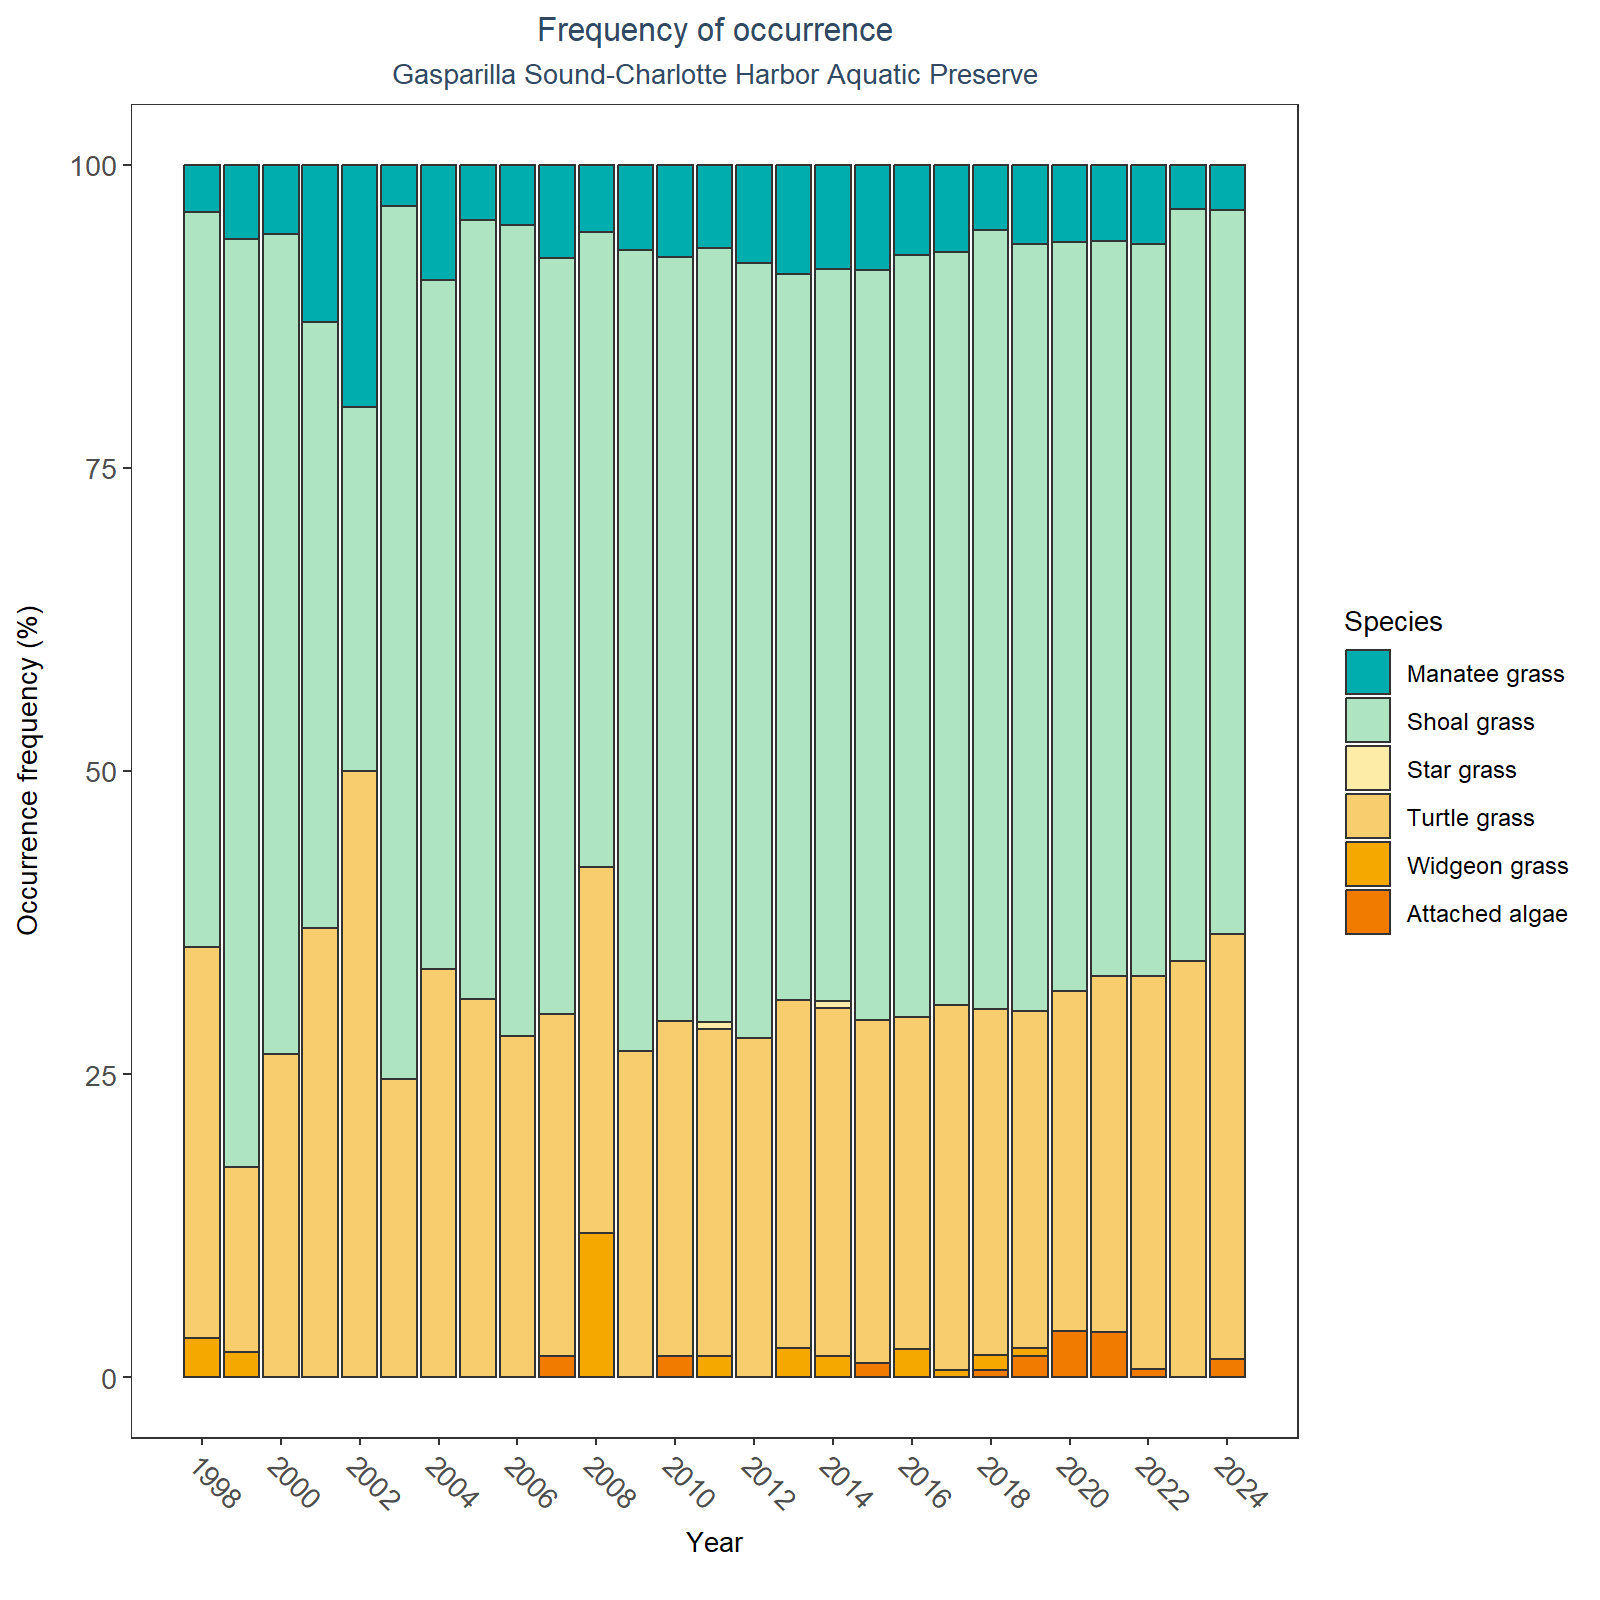 Frequency of occurrence
Gasparilla Sound-Charlotte Harbor Aquatic Preserve
Occurrence frequency (%)
100
75
50
25
0
1998
2000
2002
2004
2006
2008
2010
2012
2014
2016
2018
2020
2022
2024
Year
Species
Manatee grass
Shoal grass
Star grass
Turtle grass
Widgeon grass
Attached algae